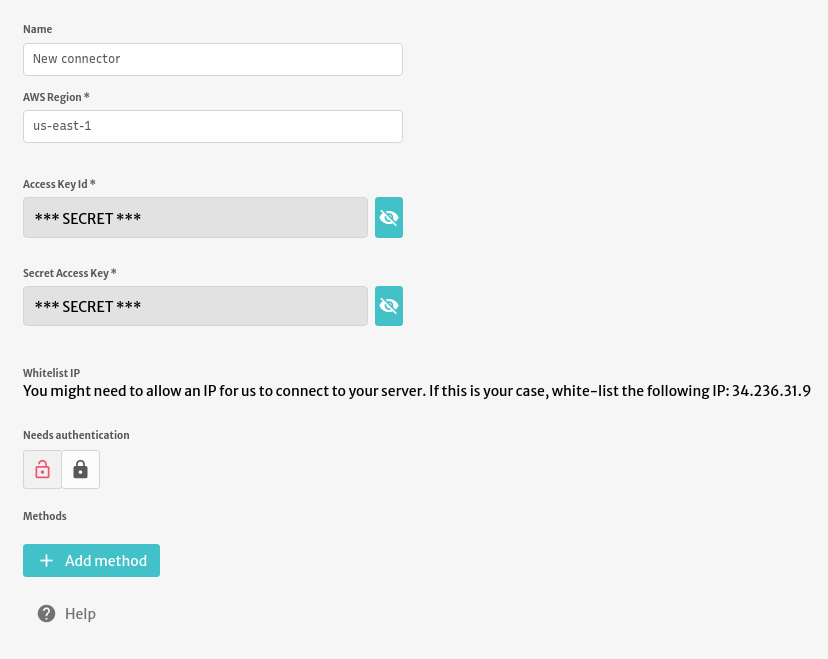 Name
New connector
AWS Region *
us-east-1
Access Key Id *
*** SECRET ***
Secret Access Key *
*** SECRET ***
Whitelist IP
You might need to allow an IP for us to connect to your server. If this is your case, white-list the following IP: 34.236.31.9
Needs authentication
Methods
Add method
Help